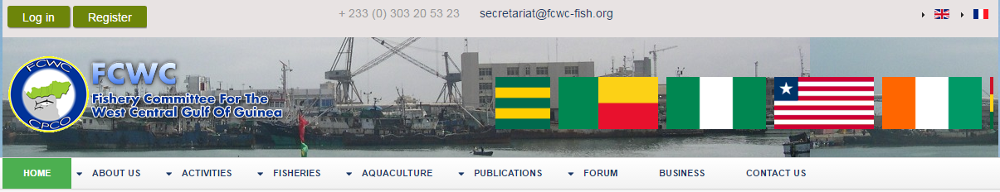 Log in
Register
+ 233 (0) 303 20 53 23
secretariat@fcwc-fish.org
FCWC
CPCO
FCWC
Fishery Committee For The
West Central Gulf Of Guinea
HOME
ABOUT US
ACTIVITIES
FISHERIES
AQUACULTURE
PUBLICATIONS
FORUM
BUSINESS
CONTACT US